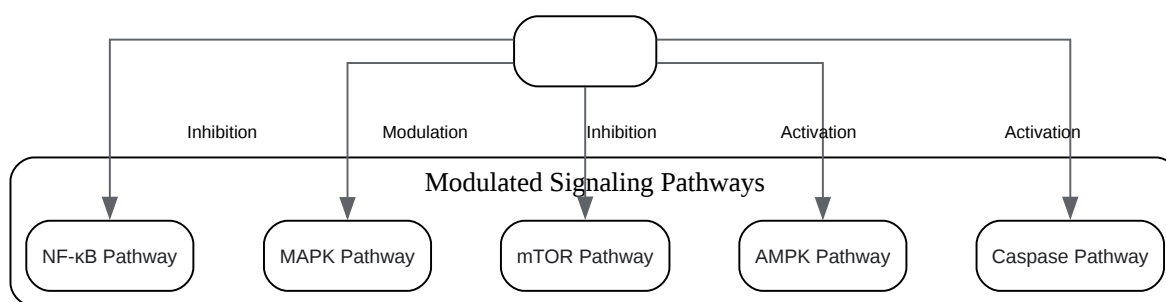 Inhibition
Modulation
Inhibition
Activation
Activation
Modulated Signaling Pathways
NF-κB Pathway
MAPK Pathway
mTOR Pathway
AMPK Pathway
Caspase Pathway